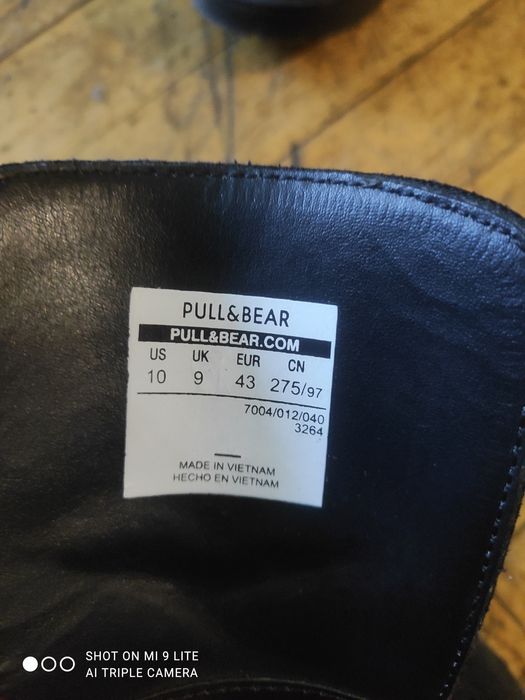 PULL&BEAR
PULL&BEAR.COM
US UK EUR CN
10 9 43 275/97
7004/012/040
3264
MADE IN VIETNAM
HECHO EN VIETNAM
SHOT ON MI 9 LITE
AI TRIPLE CAMERA